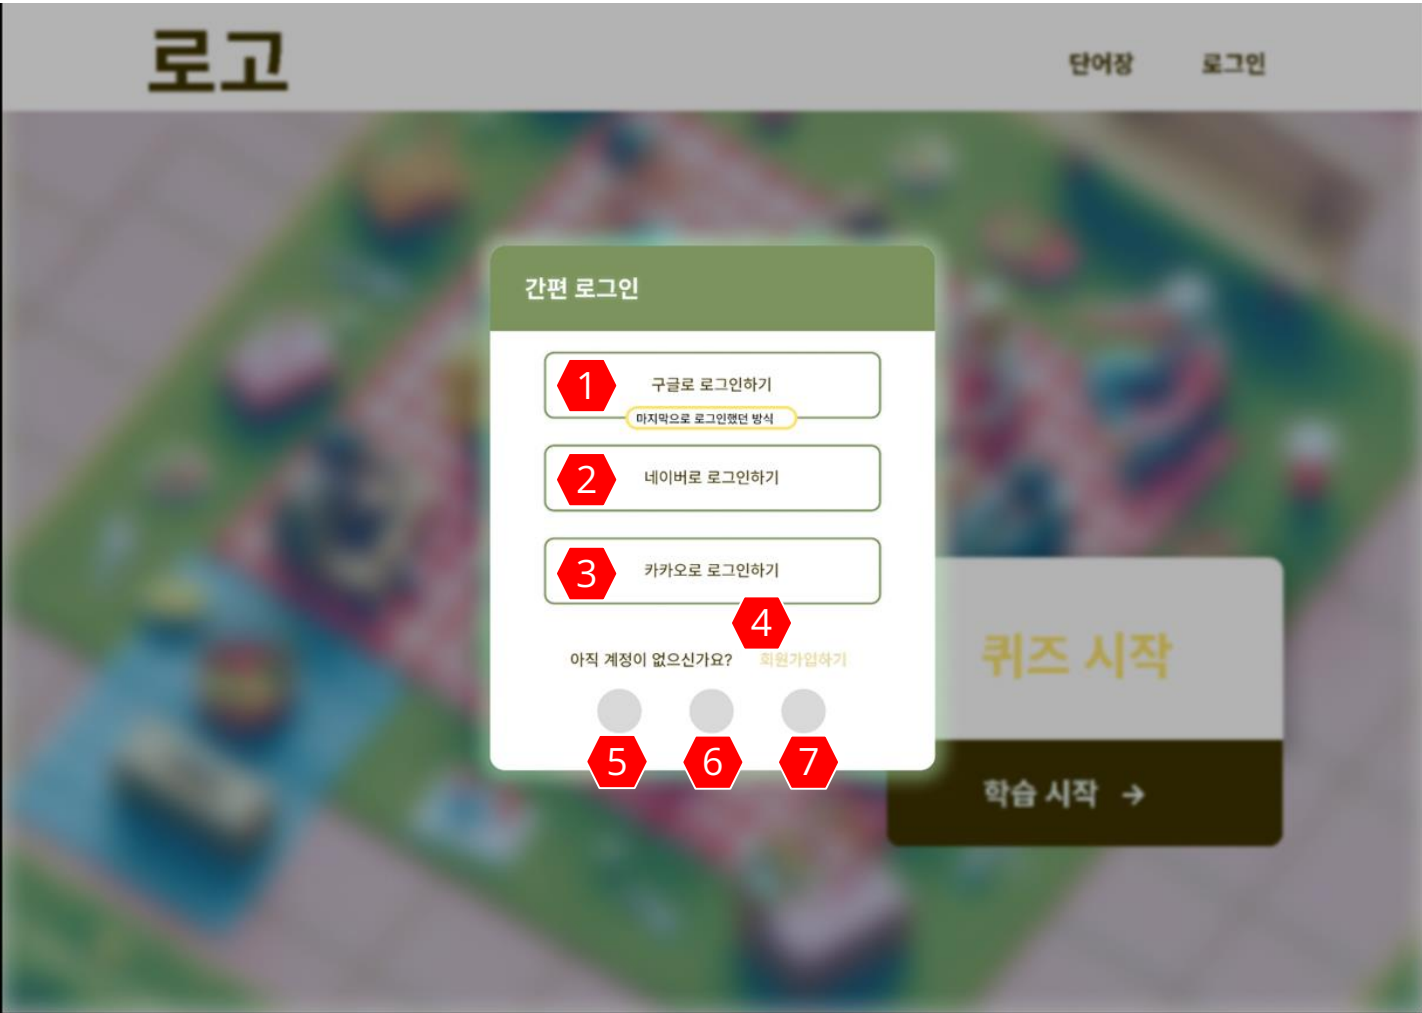 로고
단어장
로그인
간편 로그인
1
구글로 로그인하기
마지막으로 로그인했던 방식
2
네이버로 로그인하기
3
카카오로 로그인하기
4
아직 계정이 없으신가요? 회원가입하기
5
6
7
퀴즈 시작
학습 시작 →